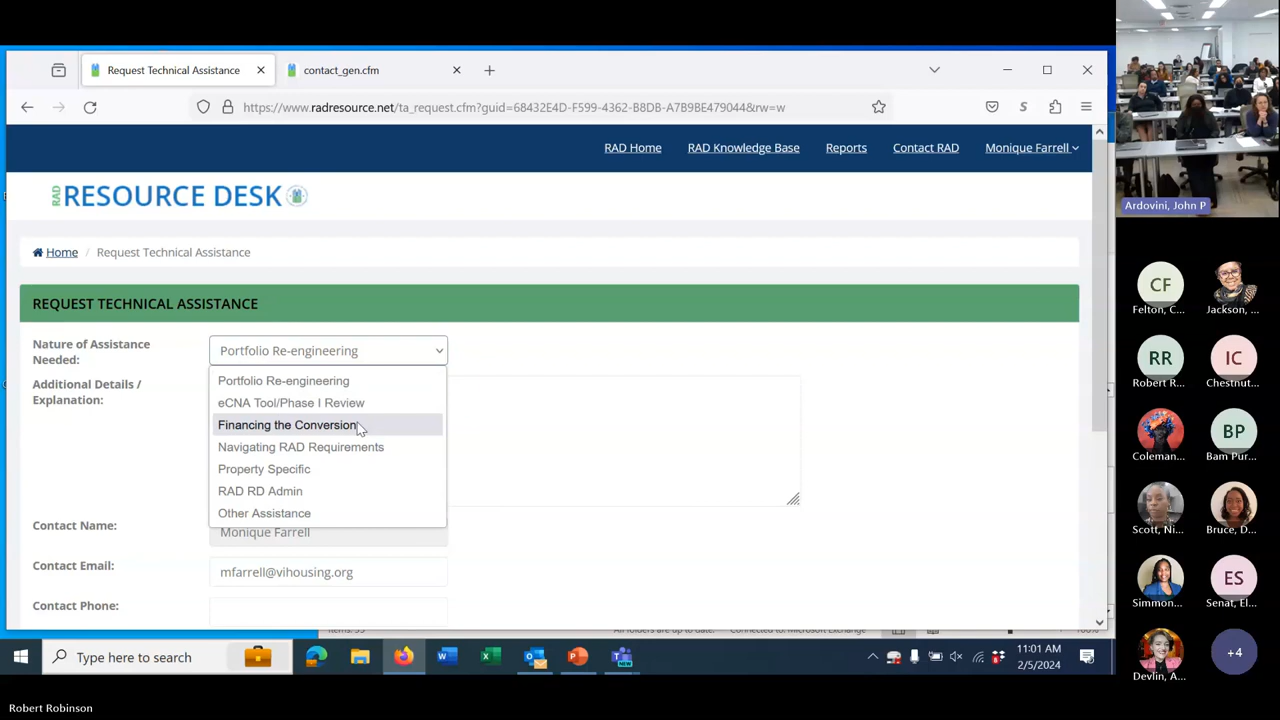 Request Technical Assistance
contact_gen.cfm
https://www.radresource.net/ta_request.cfm?guid=68432E4D-F599-4362-B8DB-A7B9BE479044&rw=w
RAD Home
RAD Knowledge Base
Reports
Contact RAD
Monique Farrell
RAD RESOURCE DESK
Home / Request Technical Assistance
REQUEST TECHNICAL ASSISTANCE
Nature of Assistance
Needed:
Portfolio Re-engineering
Portfolio Re-engineering
eCNA Tool/Phase I Review
Financing the Conversion
Navigating RAD Requirements
Property Specific
RAD RD Admin
Other Assistance
Additional Details /
Explanation:
Contact Name:
Monique Farrell
Contact Email:
mfarrell@vihousing.org
Contact Phone:
Type here to search
11:01 AM
2/5/2024
Ardovini, John P
CF
Felton, C...
Jackson, ...
RR
Robert R...
IC
Chestnut...
Coleman...
BP
Bam Pur...
Scott, Ni...
Bruce, D...
Simmon...
ES
Senat, El...
Devlin, A...
+4
Robert Robinson